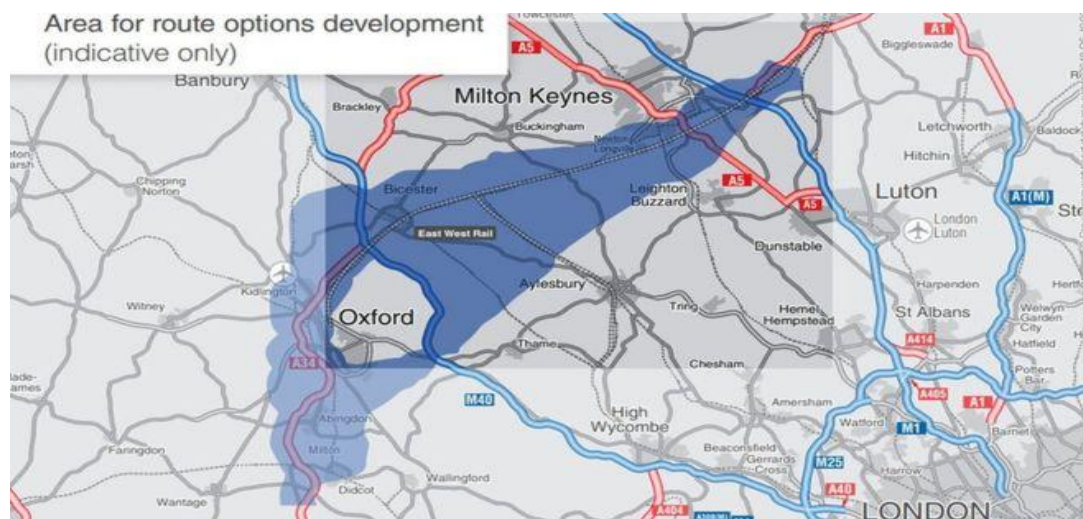 Area for route options development
(indicative only)
Towcester
A5
A1
Biggleswade
Banbury
Brackley
Milton Keynes
Buckingham
Newton
Longville
Letchworth
Baldock
Hitchin
Chipping
Norton
Bicester
Leighton
Buzzard
A5
A5
Luton
A1(M)
East West Rail
London
Luton
Dunstable
Kidlington
Aylesbury
Harpenden
Welwyn
Garden
City
Witney
Oxford
Tring
Hemel
Hempstead
St Albans
Hatfield
Thame
A34
Chesham
A414
Potters
Bar
A405
M40
Amersham
A1
Abingdon
High
Wycombe
Watford
M1
Barnet
Faringdon
Milton
Beaconsfield
Gerrards
Cross
M25
Harrow
Wantage
Didcot
Wallingford
A40
A404
LONDON